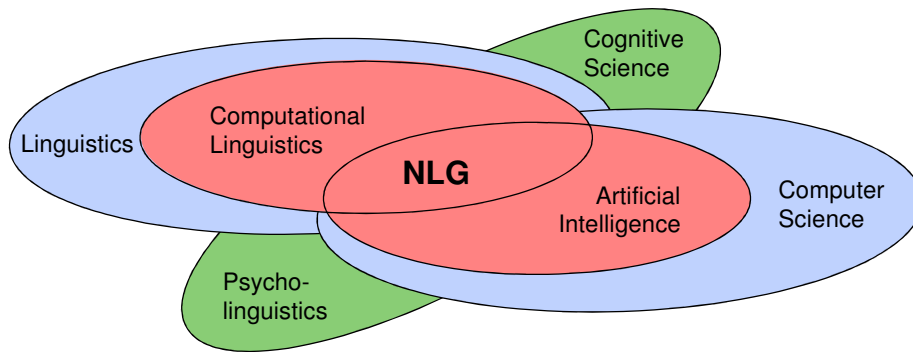 Cognitive
Science
Computational
Linguistics
Linguistics
NLG
Artificial
Intelligence
Computer
Science
Psycho-
linguistics